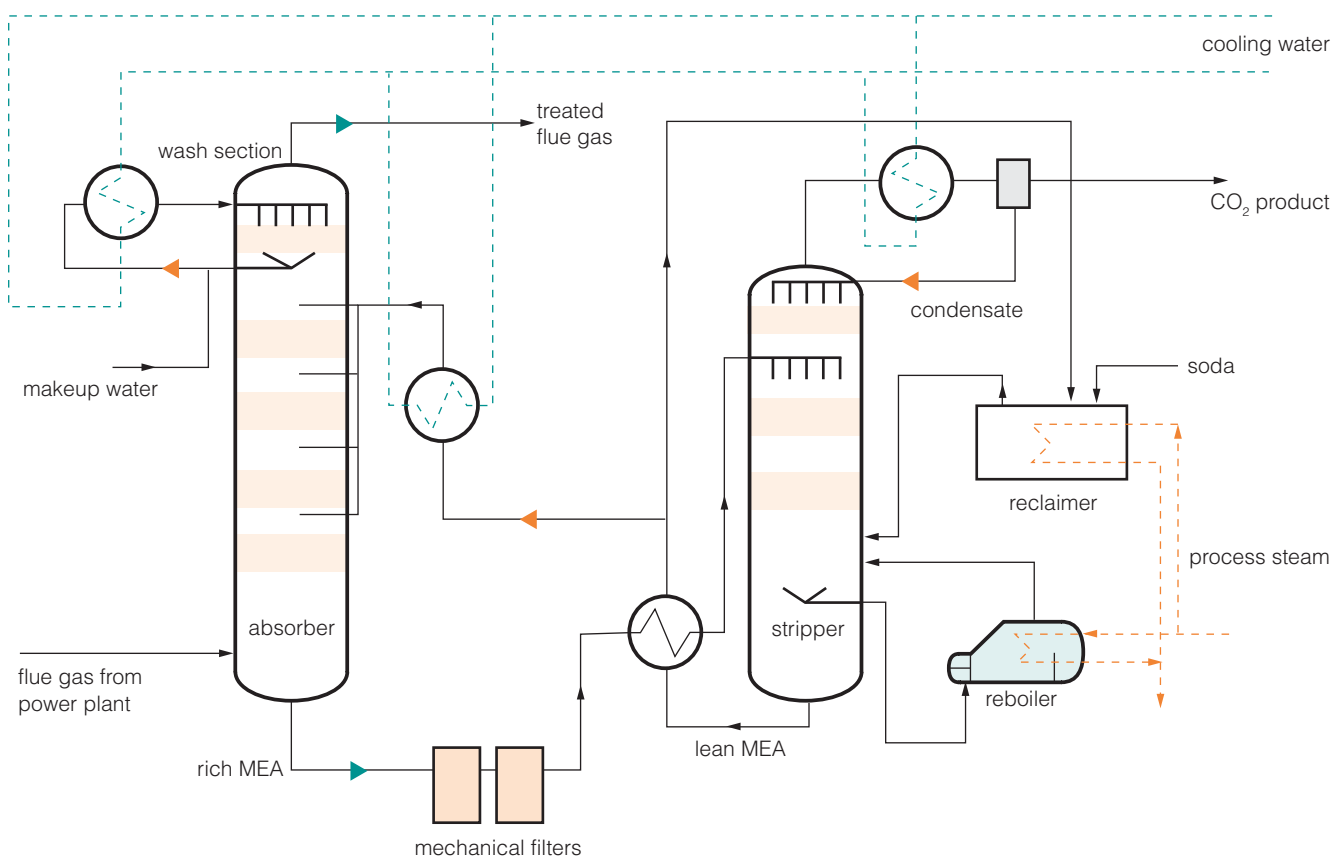 cooling water
treated
flue gas
wash section
CO₂ product
condensate
makeup water
soda
reclaimer
process steam
absorber
stripper
flue gas from
power plant
reboiler
lean MEA
rich MEA
mechanical filters